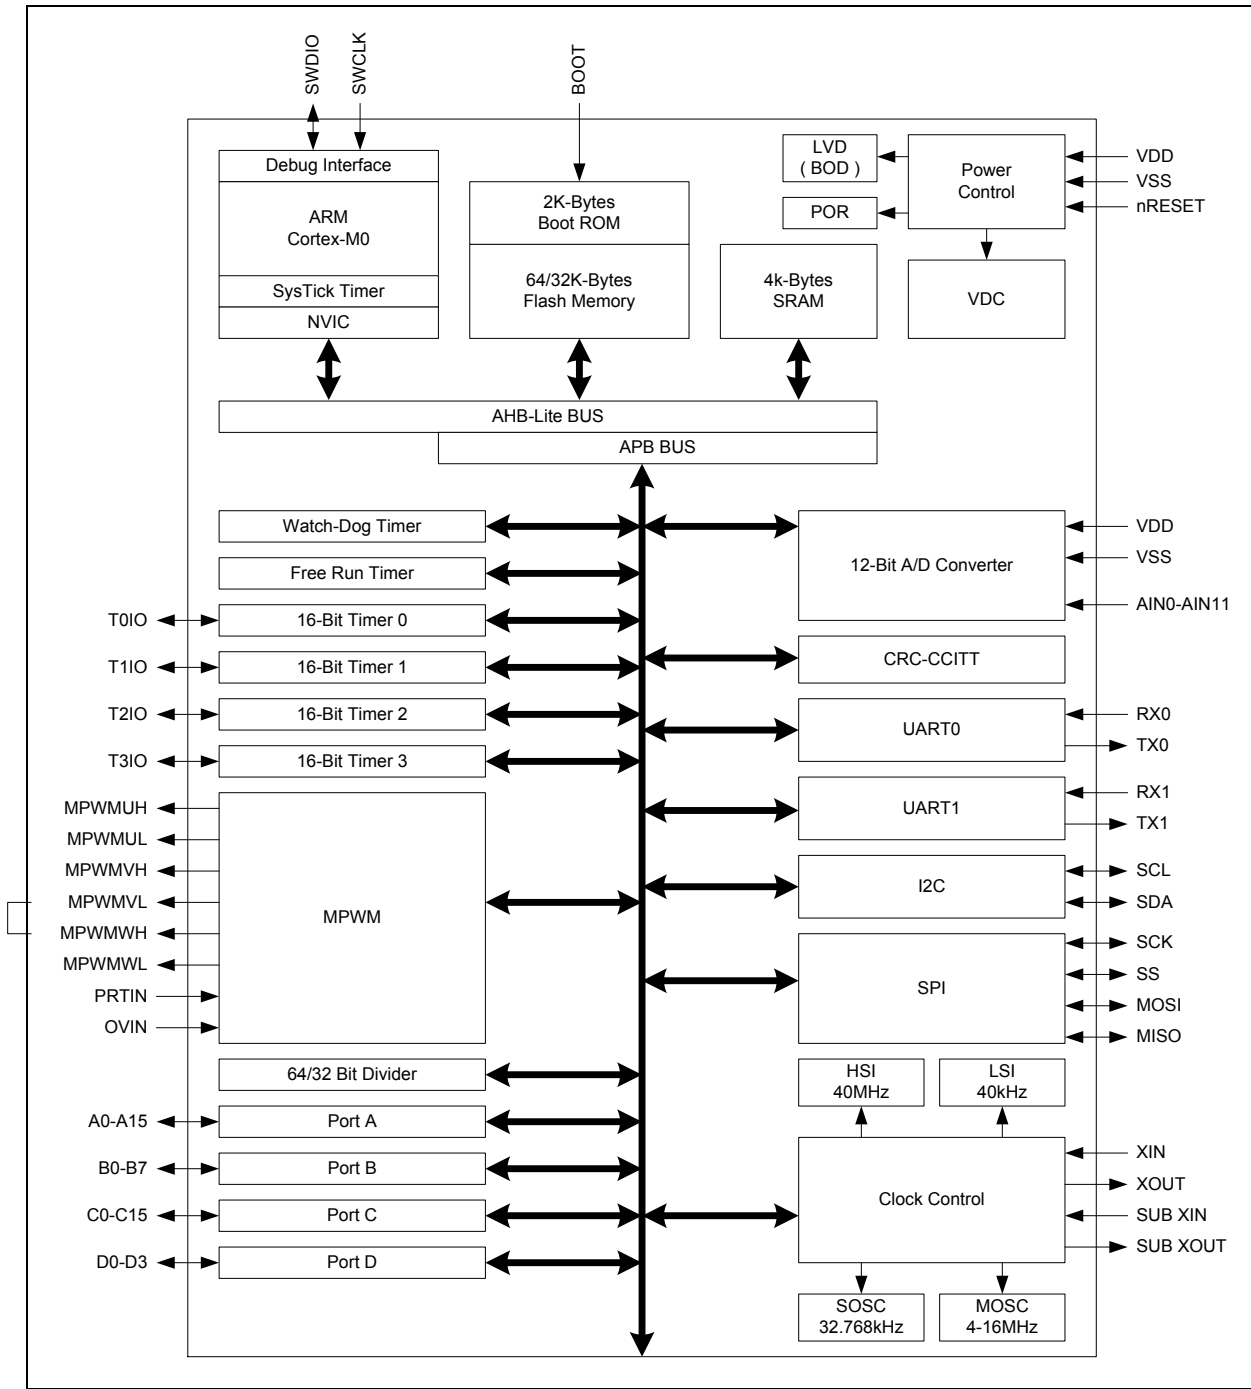 SWDIO
SWCLK
BOOT
Debug Interface
ARM
Cortex-M0
SysTick Timer
NVIC
2K-Bytes
Boot ROM
64/32K-Bytes
Flash Memory
4k-Bytes
SRAM
LVD
( BOD )
POR
Power
Control
VDC
VDD
VSS
nRESET
AHB-Lite BUS
APB BUS
Watch-Dog Timer
Free Run Timer
T0IO
16-Bit Timer 0
T1IO
16-Bit Timer 1
T2IO
16-Bit Timer 2
T3IO
16-Bit Timer 3
MPWMUH
MPWMUL
MPWMVH
MPWMVL
MPWMWH
MPWMWL
PRTIN
OVIN
MPWM
64/32 Bit Divider
A0-A15
Port A
B0-B7
Port B
C0-C15
Port C
D0-D3
Port D
12-Bit A/D Converter
VDD
VSS
AIN0-AIN11
CRC-CCITT
UART0
RX0
TX0
UART1
RX1
TX1
I2C
SCL
SDA
SPI
SCK
SS
MOSI
MISO
HSI
40MHz
LSI
40kHz
Clock Control
XIN
XOUT
SUB XIN
SUB XOUT
SOSC
32.768kHz
MOSC
4-16MHz